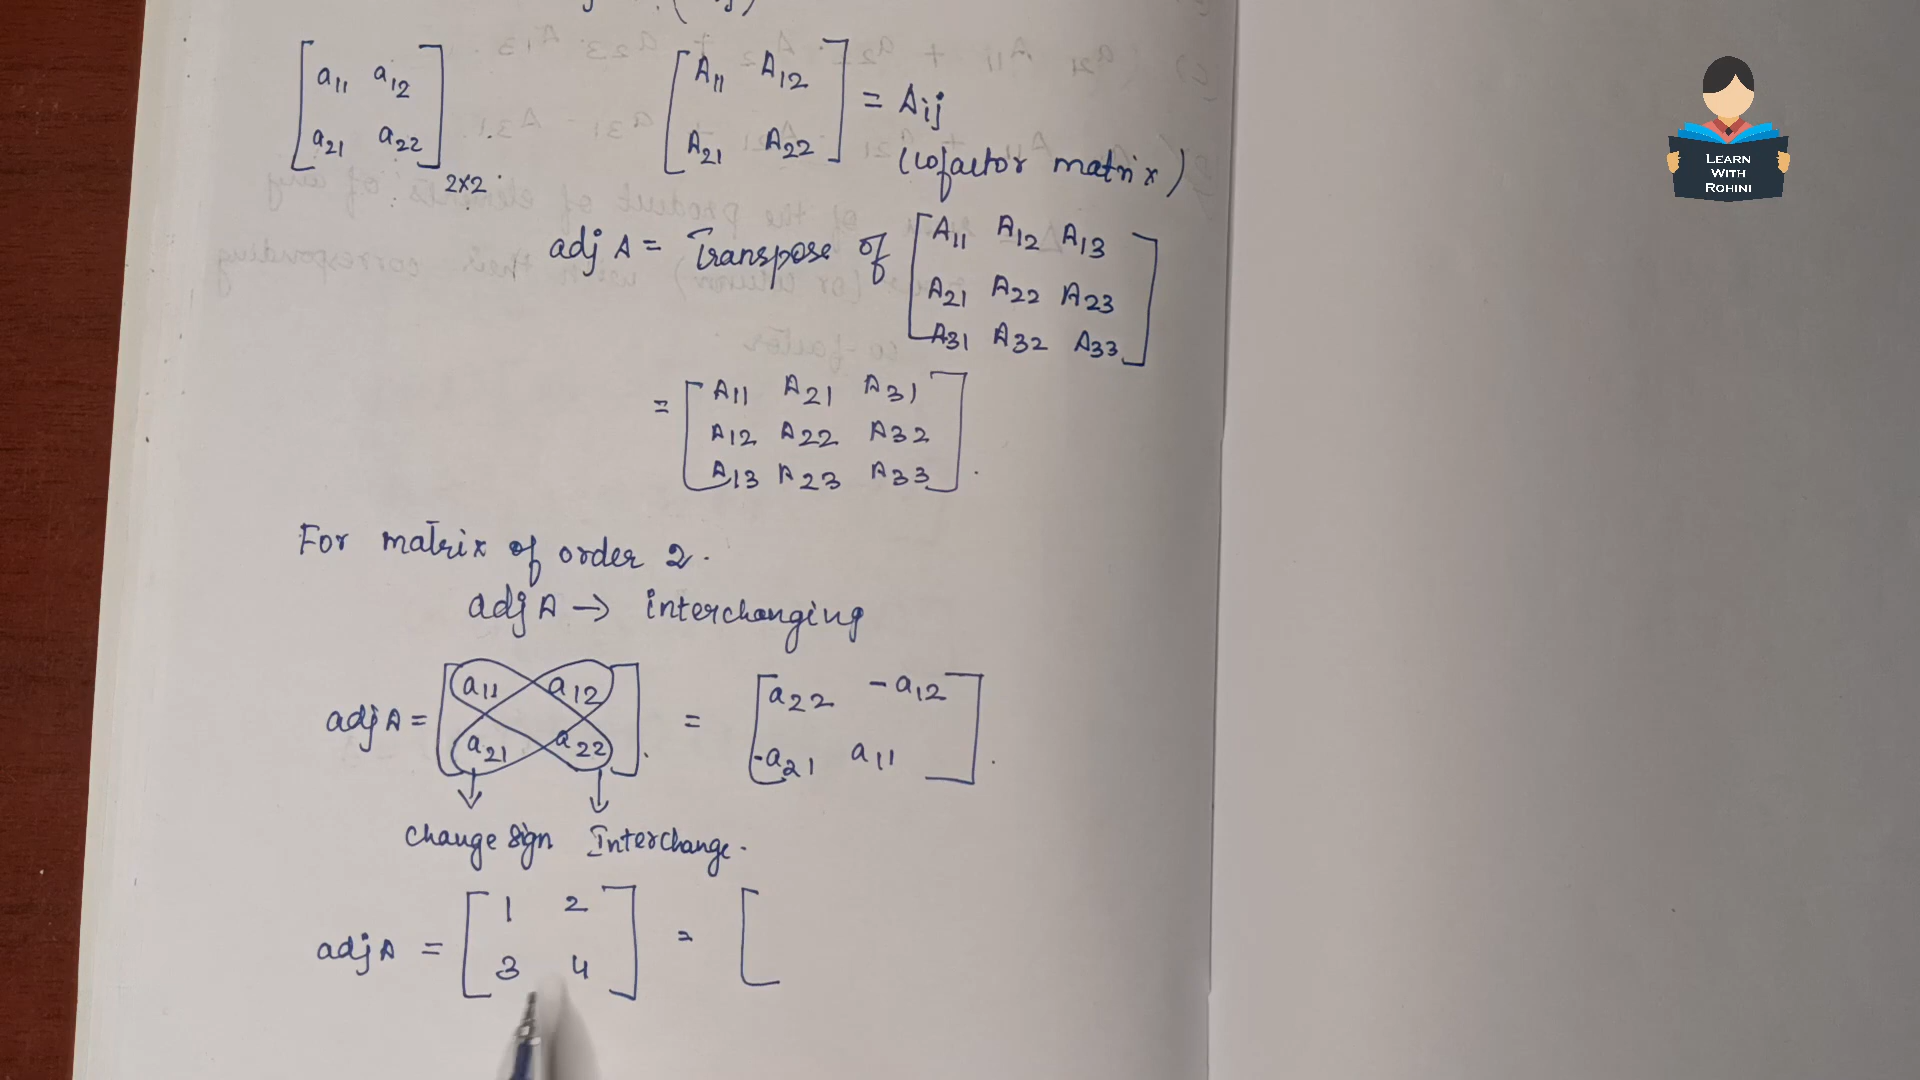 [a11 a12
a21 a22] 2x2.
[A11 A12
A21 A22] = Aij
(cofactor matrix)
adj A = Transpose of [A11 A12 A13
A21 A22 A23
A31 A32 A33]
= [A11 A21 A31
A12 A22 A32
A13 A23 A33].
For matrix of order 2.
adj A → interchanging
adj A = [a11 a12
a21 a22]. = [a22 -a12
-a21 a11].
Change sign Interchange.
adj A = [1 2
3 4] = [
LEARN
With
ROHINI